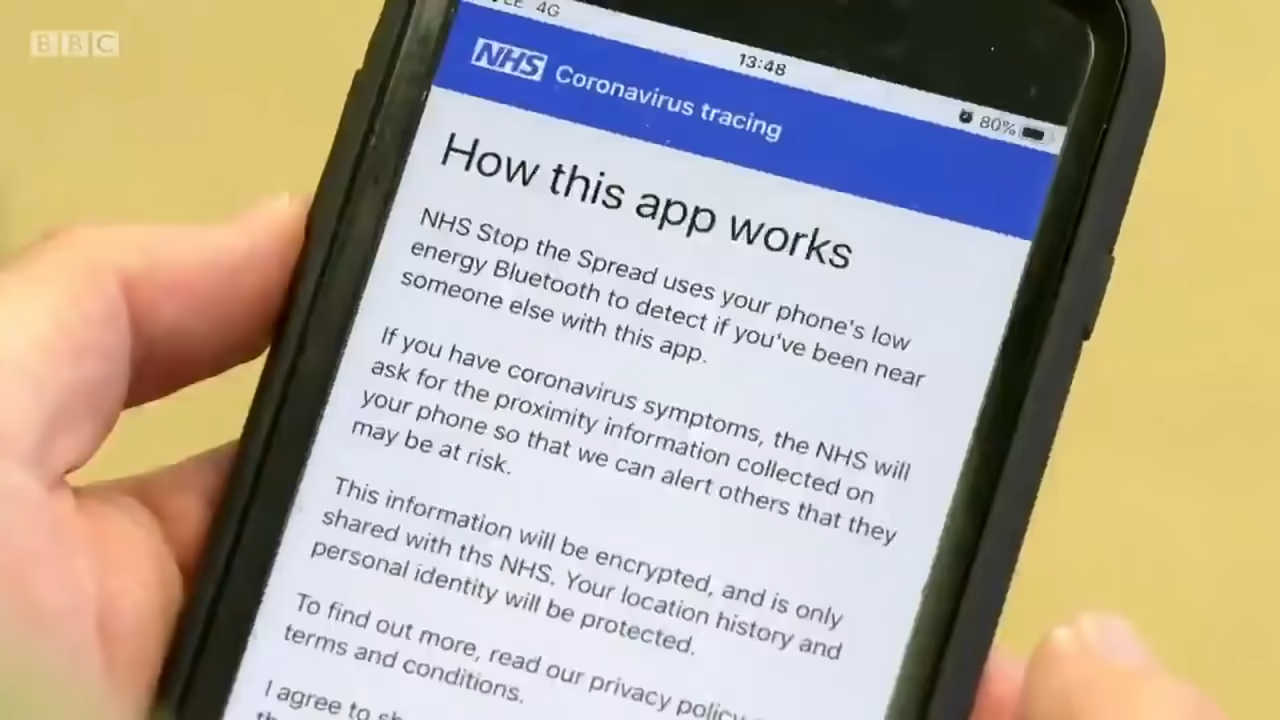 BBC
EE 4G
13:48
80%
NHS Coronavirus tracing
How this app works
NHS Stop the Spread uses your phone's low
energy Bluetooth to detect if you've been near
someone else with this app.
If you have coronavirus symptoms, the NHS will
ask for the proximity information collected on
your phone so that we can alert others that they
may be at risk.
This information will be encrypted, and is only
shared with ths NHS. Your location history and
personal identity will be protected.
To find out more, read our privacy policy
terms and conditions.
I agree to